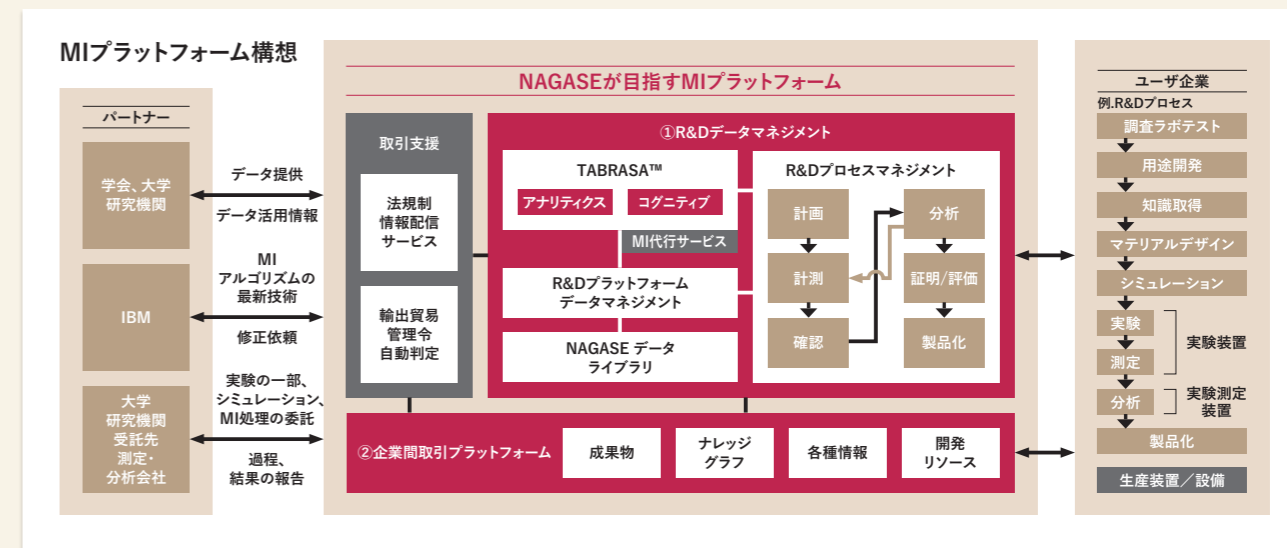 MIプラットフォーム構想
パートナー
学会、大学
研究機関
IBM
大学
研究機関
受託先
測定・
分析会社
データ提供
データ活用情報
MI
アルゴリズムの
最新技術
修正依頼
実験の一部、
シミュレーション、
MI処理の委託
過程、
結果の報告
NAGASEが目指すMIプラットフォーム
取引支援
法規制
情報配信
サービス
輸出貿易
管理令
自動判定
①R&Dデータマネジメント
TABRASA™
アナリティクス
コグニティブ
MI代行サービス
R&Dプラットフォーム
データマネジメント
NAGASE データ
ライブラリ
R&Dプロセスマネジメント
計画
計測
確認
分析
証明/評価
製品化
②企業間取引プラットフォーム
成果物
ナレッジ
グラフ
各種情報
開発
リソース
ユーザ企業
例.R&Dプロセス
調査ラボテスト
用途開発
知識取得
マテリアルデザイン
シミュレーション
実験
測定
実験装置
分析
実験測定
装置
製品化
生産装置／設備